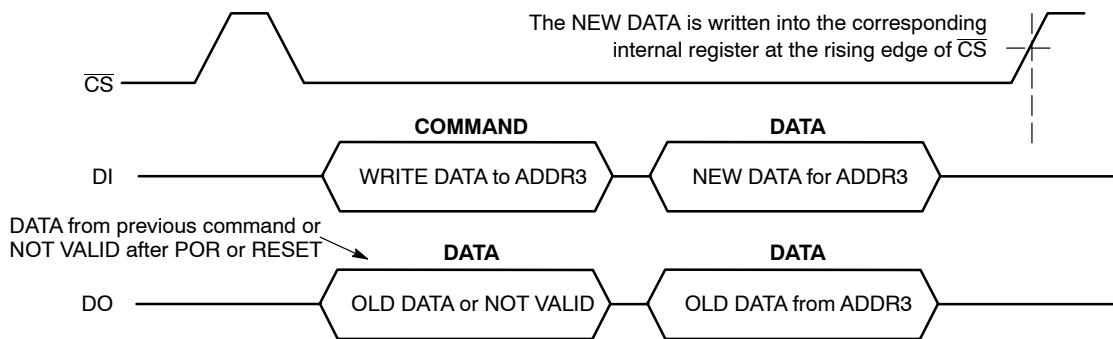 The NEW DATA is written into the corresponding
internal register at the rising edge of C̅S̅
C̅S̅
COMMAND
DATA
DI
WRITE DATA to ADDR3
NEW DATA for ADDR3
DATA from previous command or
NOT VALID after POR or RESET
DATA
DATA
DO
OLD DATA or NOT VALID
OLD DATA from ADDR3